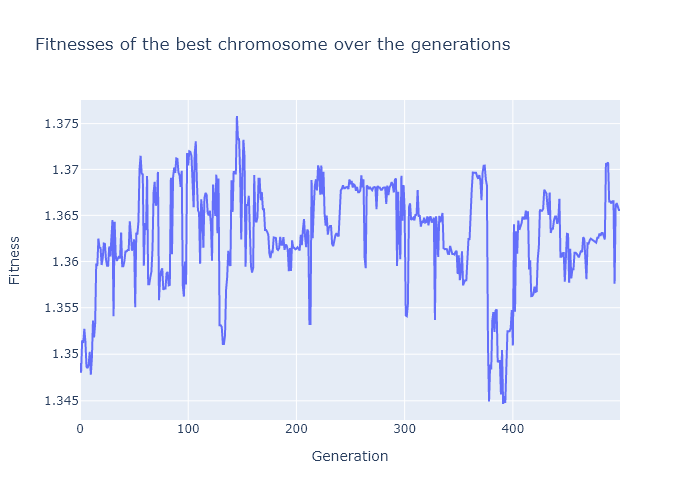 Fitnesses of the best chromosome over the generations
1.375
1.37
1.365
1.36
1.355
1.35
1.345
Fitness
0 100 200 300 400
Generation